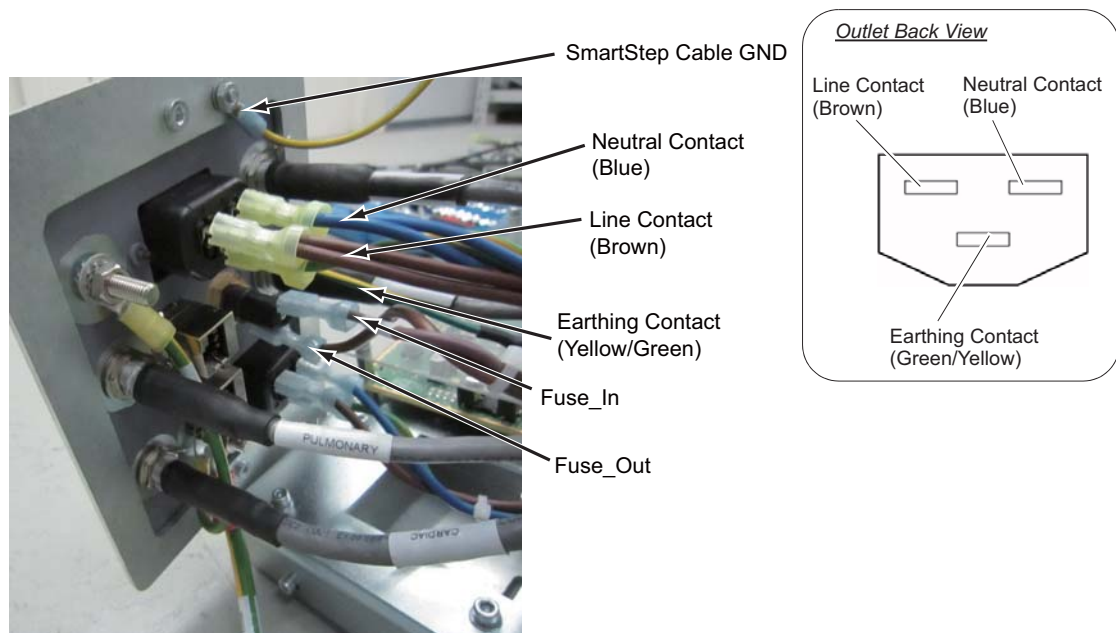 SmartStep Cable GND
Neutral Contact
(Blue)
Line Contact
(Brown)
Earthing Contact
(Yellow/Green)
Fuse_In
Fuse_Out
PULMONARY
CARDIAC
Outlet Back View
Line Contact
(Brown)
Neutral Contact
(Blue)
Earthing Contact
(Green/Yellow)